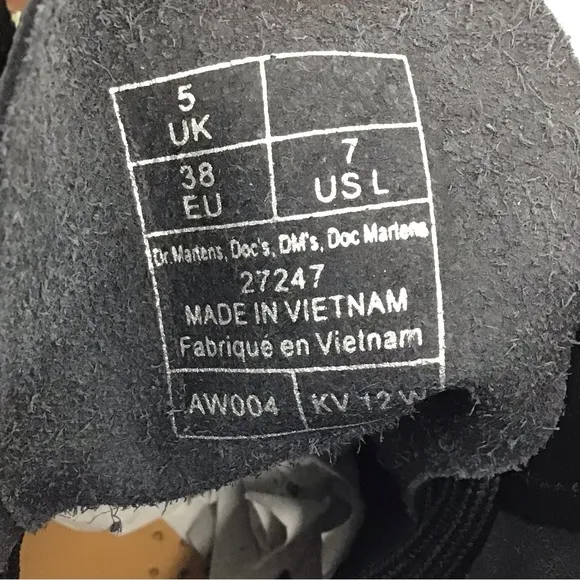 5
UK
38
EU
7
US L
Dr.Martens, Doc's, DM's, Doc Martens
27247
MADE IN VIETNAM
Fabriqué en Vietnam
AW004
KV 12 W